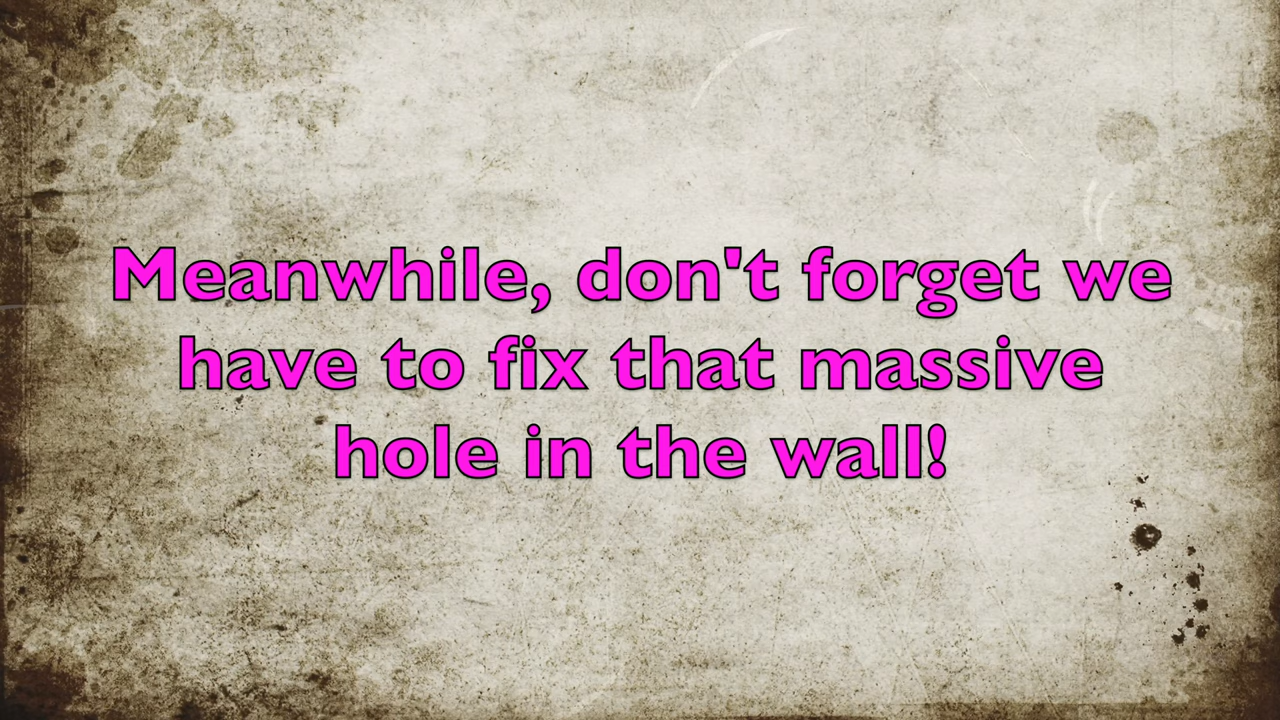 Meanwhile, don't forget we
have to fix that massive
hole in the wall!